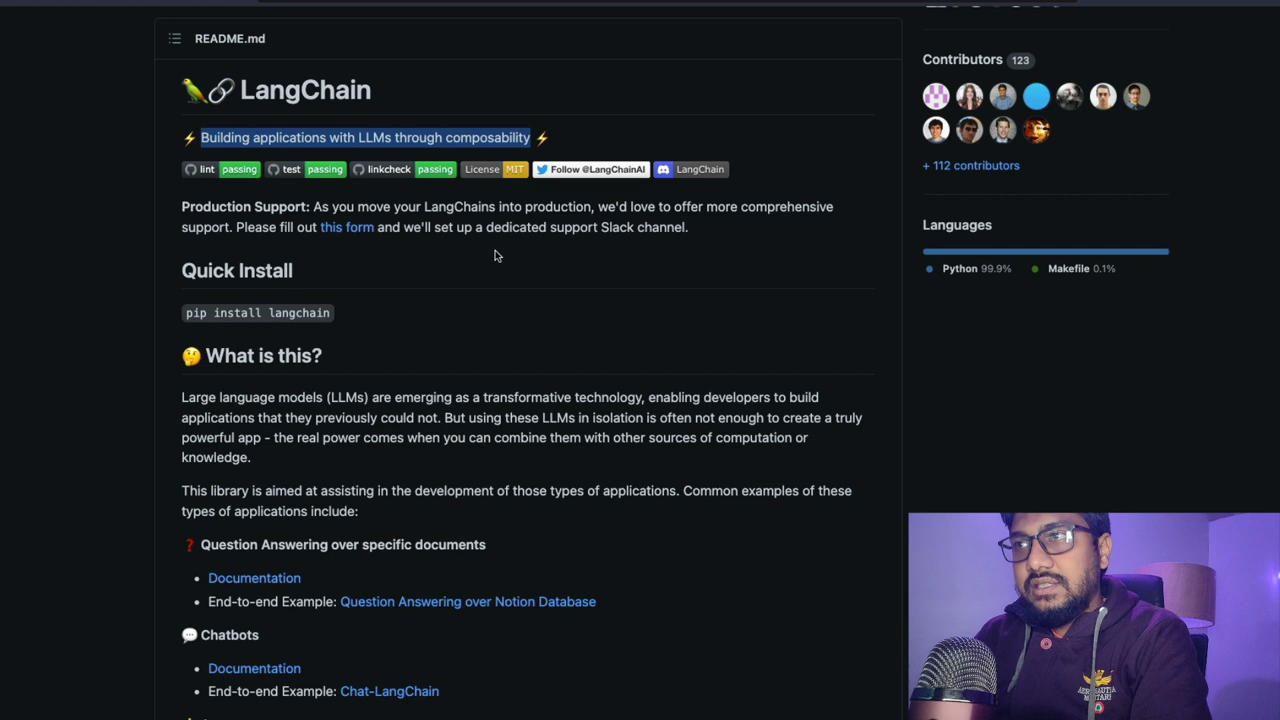 README.md
LangChain
Building applications with LLMs through composability
lint passing test passing linkcheck passing License MIT Follow @LangChainAI LangChain
Production Support: As you move your LangChains into production, we'd love to offer more comprehensive
support. Please fill out this form and we'll set up a dedicated support Slack channel.
Quick Install
pip install langchain
What is this?
Large language models (LLMs) are emerging as a transformative technology, enabling developers to build
applications that they previously could not. But using these LLMs in isolation is often not enough to create a truly
powerful app - the real power comes when you can combine them with other sources of computation or
knowledge.
This library is aimed at assisting in the development of those types of applications. Common examples of these
types of applications include:
❓ Question Answering over specific documents
• Documentation
• End-to-end Example: Question Answering over Notion Database
💬 Chatbots
• Documentation
• End-to-end Example: Chat-LangChain
Contributors 123
+ 112 contributors
Languages
Python 99.9% Makefile 0.1%